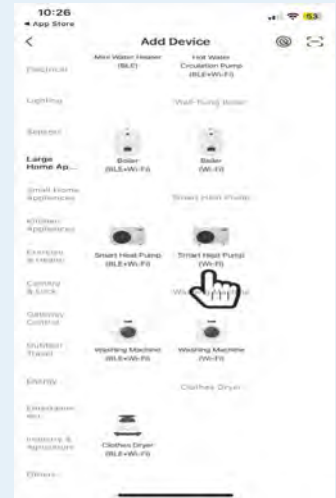 10:26
53
App Store
Add Device
Mini Water Heater
(BLE)
Hot Water
Circulation Pump
(BLE+Wi-Fi)
Electrical
Lighting
Wall-hung Boiler
Sensors
Boiler
(BLE+Wi-Fi)
Boiler
(Wi-Fi)
Large
Home Ap...
Small Home
Appliances
Smart Heat Pump
Kitchen
Appliances
Smart Heat Pump
(BLE+Wi-Fi)
Smart Heat Pump
(Wi-Fi)
Exercise
& Health
Camera
& Lock
Machine
Gateway
Control
Washing Machine
(BLE+Wi-Fi)
Washing Machine
(Wi-Fi)
Outdoor
Travel
Energy
Clothes Dryer
Entertainm
Clothes Dryer
(BLE+Wi-Fi)
Industry &
Agriculture
Others